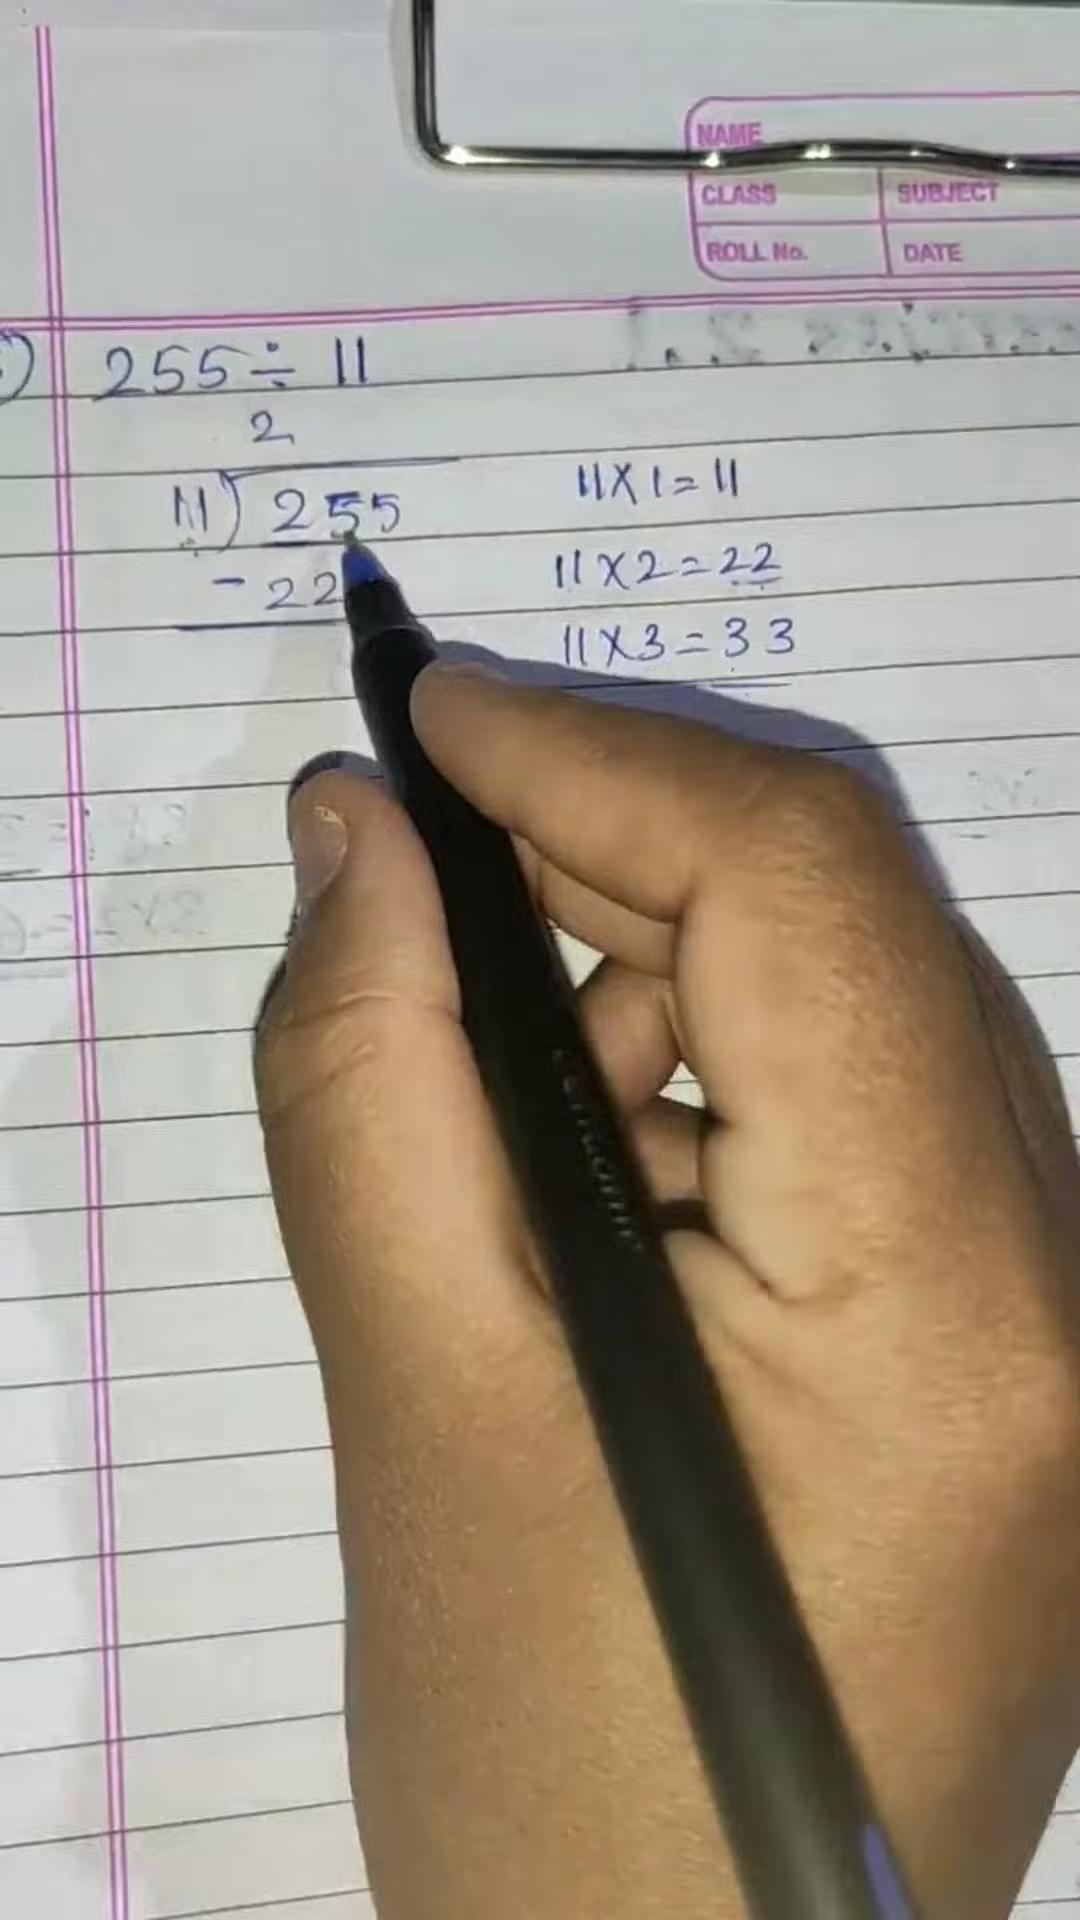 NAME
CLASS SUBJECT
ROLL No. DATE
255 ÷ 11
2
11) 255
- 22
11 X 1 = 11
11 X 2 = 22
11 X 3 = 33